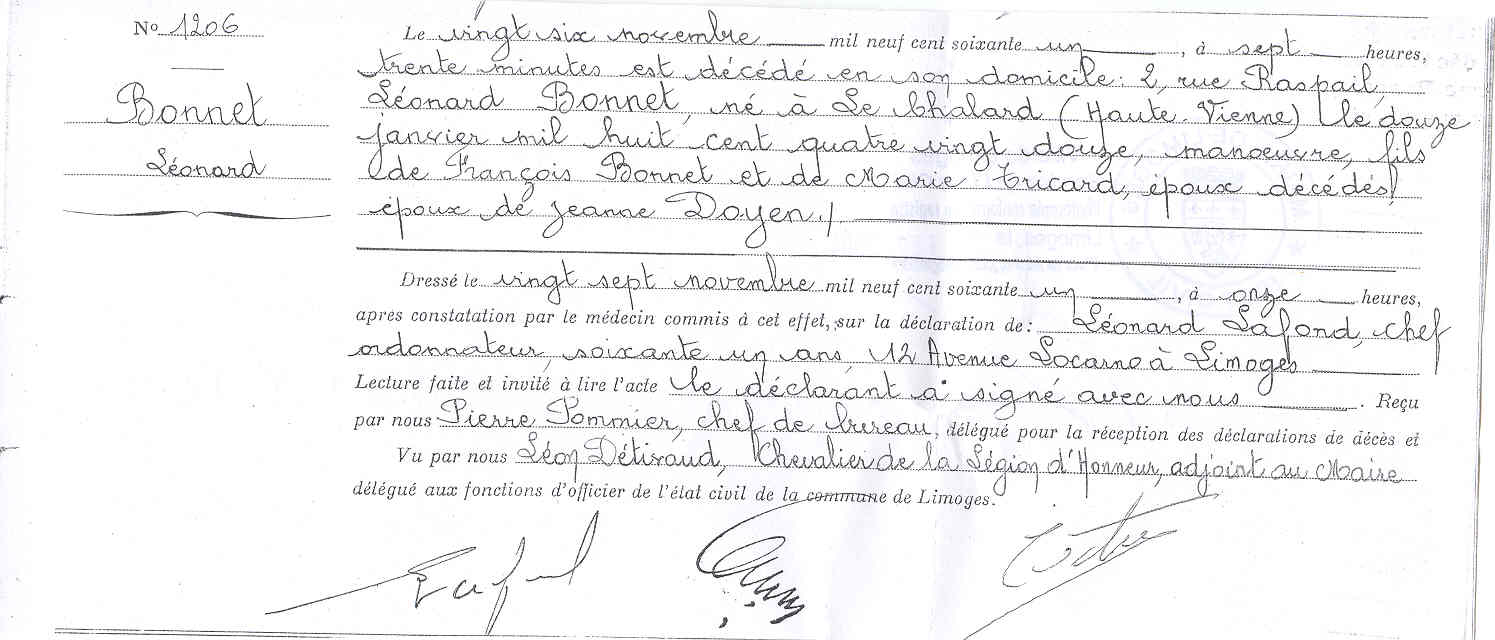 No 1206
Bonnet
Léonard
Le vingt six novembre mil neuf cent soixante un, à sept heures,
trente minutes est décédé en son domicile: 2, rue Raspail,
Léonard Bonnet, né à Le Chalard (Haute-Vienne) le douze
janvier mil huit cent quatre vingt douze, manoeuvre, fils
de François Bonnet et de Marie Tricard, époux décédés,
époux de Jeanne Doyen./
Dressé le vingt sept novembre mil neuf cent soixante un, à onze heures,
apres constatation par le médecin commis à cet effet, sur la déclaration de: Léonard Lafond, chef
ordonnateur, soixante un ans, 12 Avenue Locarno à Limoges
Lecture faite et invité à lire l'acte le déclarant a signé avec nous. Reçu
par nous Pierre Pommier, chef de bureau, délégué pour la réception des déclarations de décès et
Vu par nous Léon Détivaud, Chevalier de la Légion d'Honneur, adjoint au Maire
délégué aux fonctions d'officier de l'état civil de la commune de Limoges.
Lafond